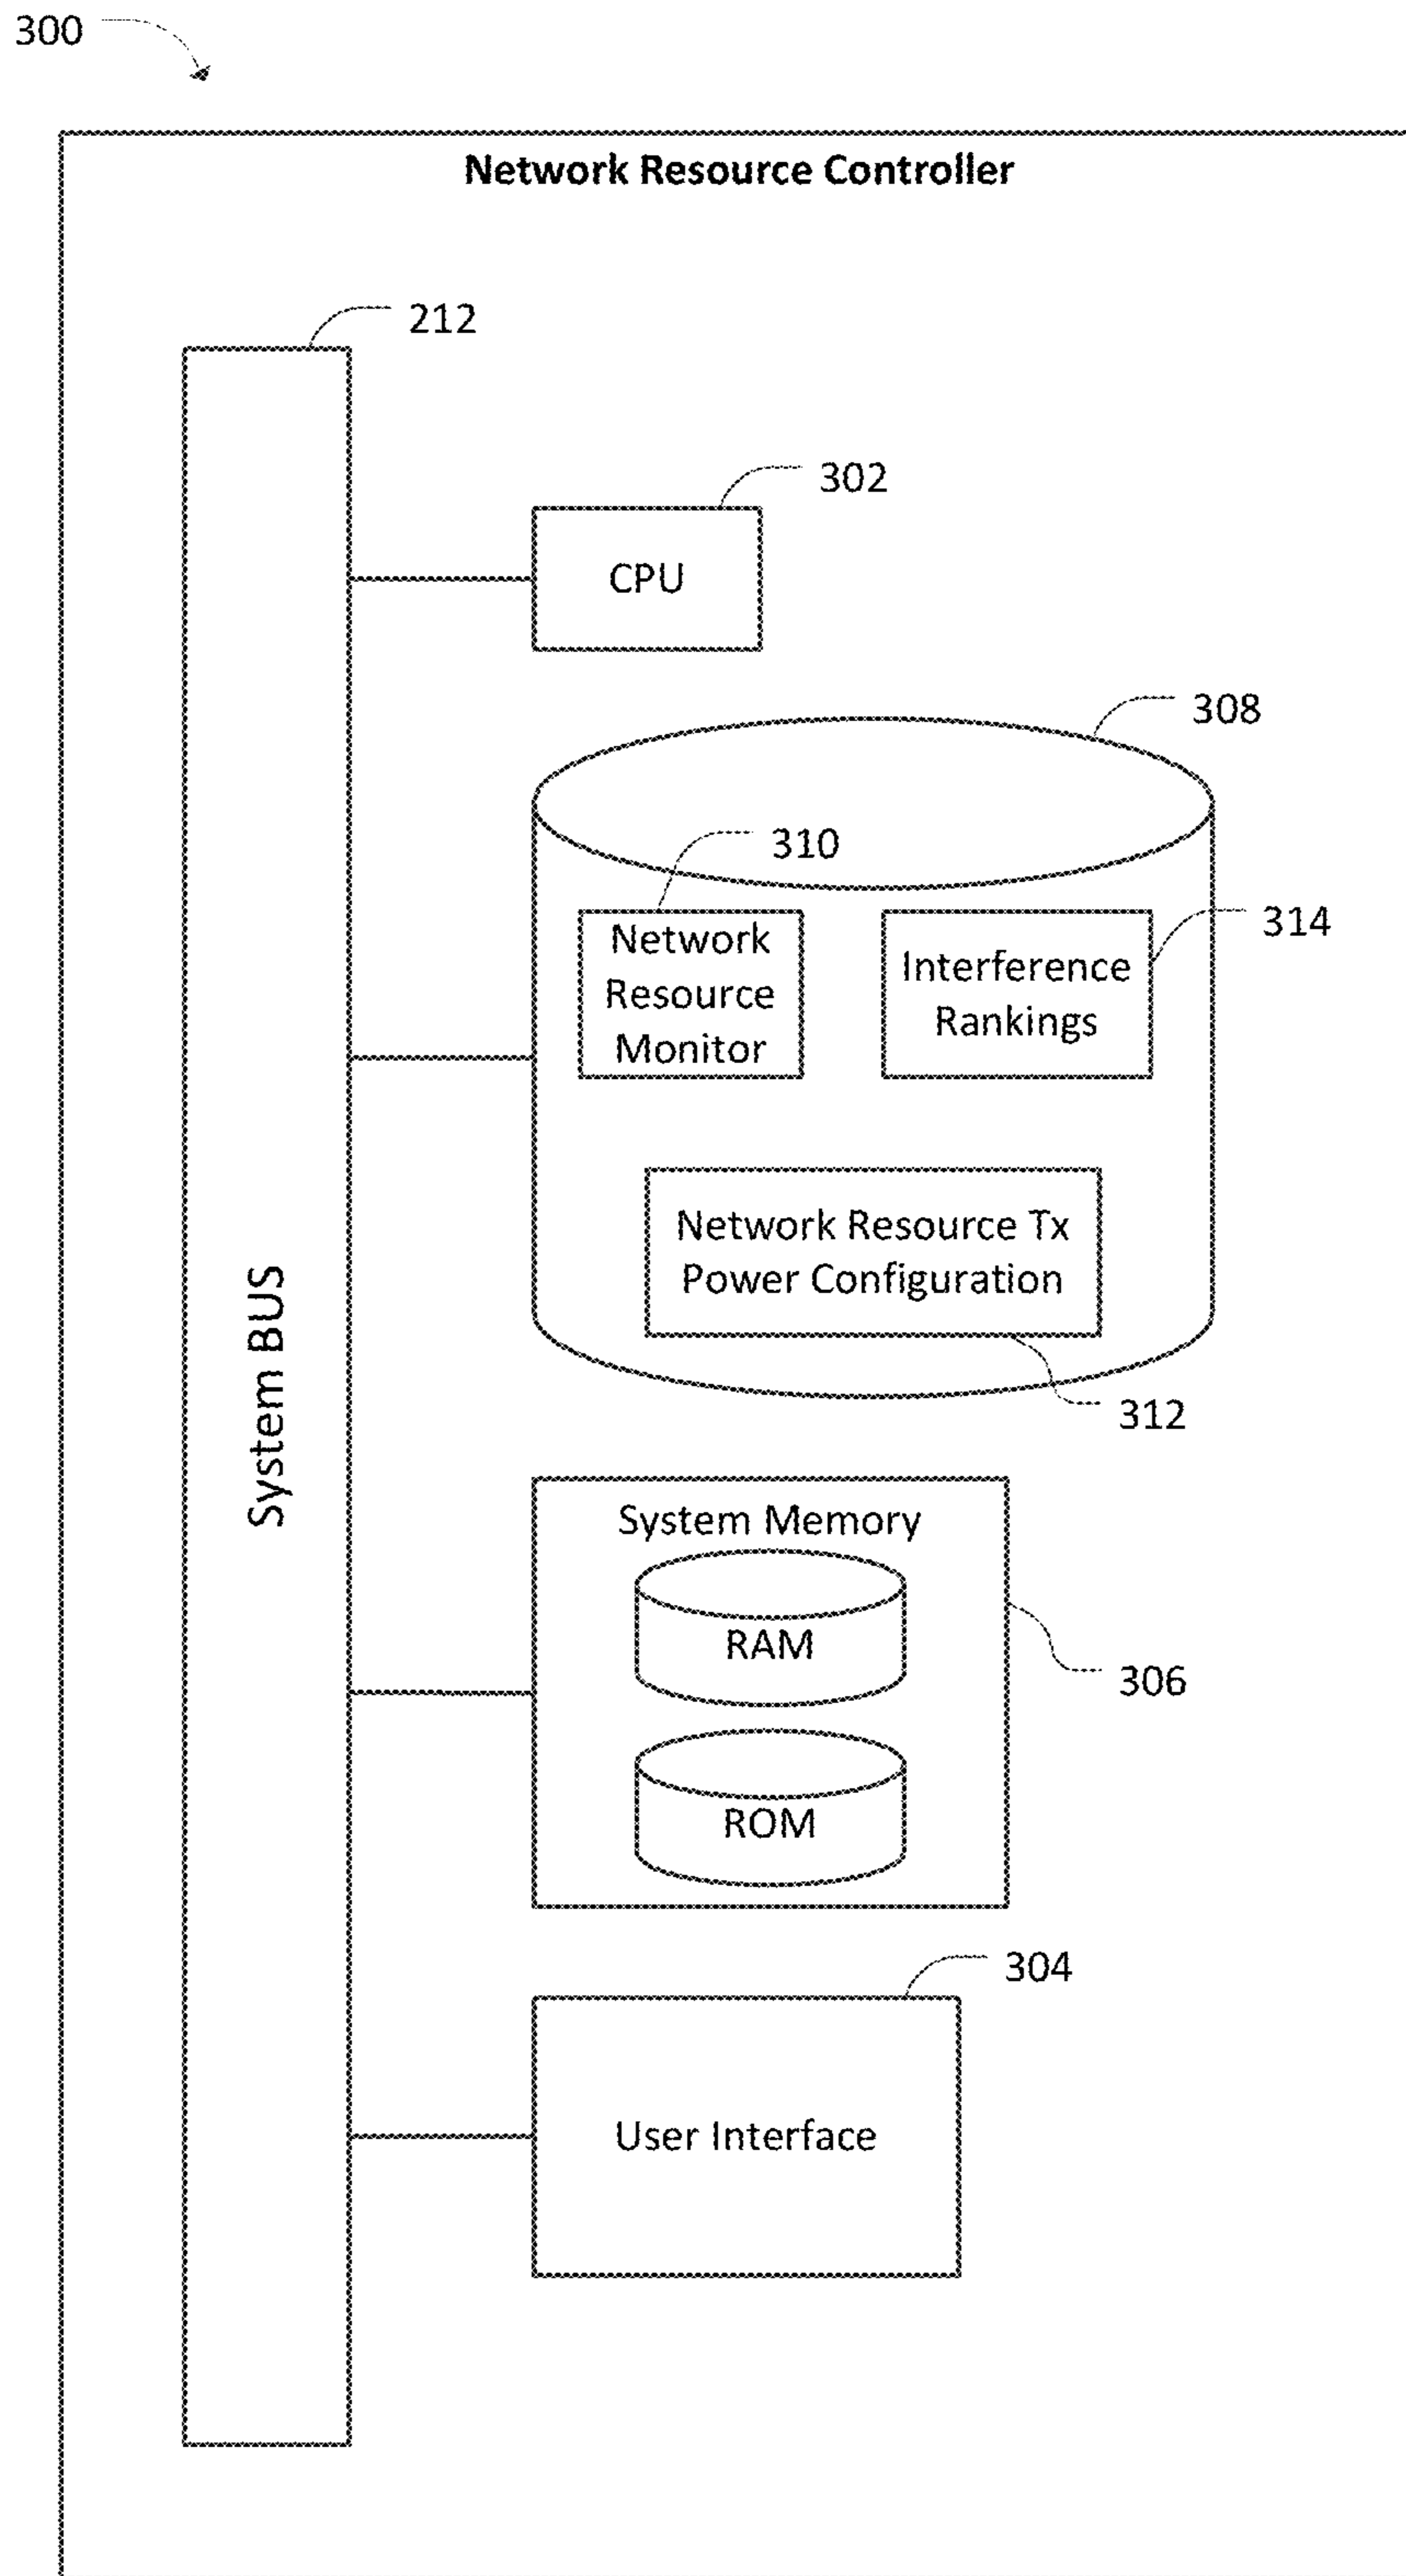 300
Network Resource Controller
212
302
CPU
308
310
Network
Resource
Monitor
314
Interference
Rankings
Network Resource Tx
Power Configuration
312
System BUS
System Memory
RAM
306
ROM
304
User Interface